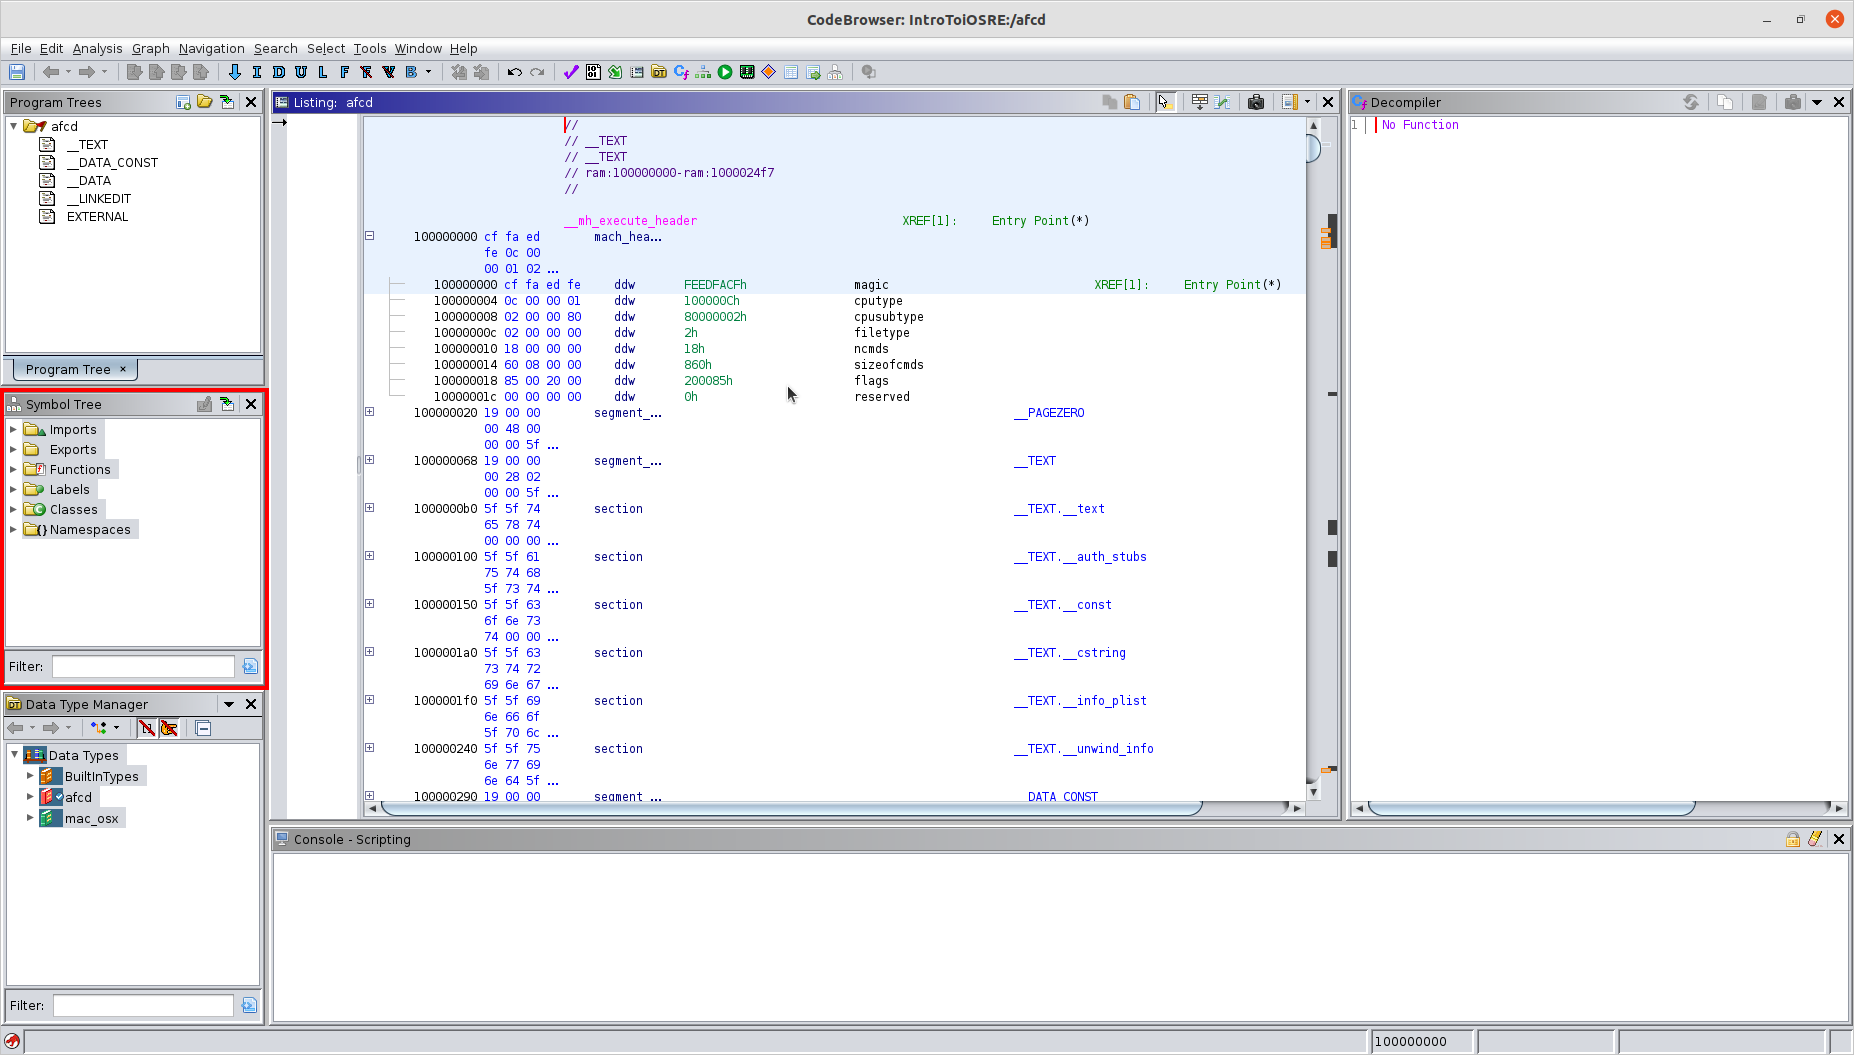 CodeBrowser: IntroToiOSRE:/afcd
File Edit Analysis Graph Navigation Search Select Tools Window Help
I D U L F F V B
Program Trees
afcd
__TEXT
__DATA_CONST
__DATA
__LINKEDIT
EXTERNAL
Program Tree ×
Symbol Tree
Imports
Exports
Functions
Labels
Classes
Namespaces
Filter:
Data Type Manager
Data Types
BuiltInTypes
afcd
mac_osx
Filter:
Listing: afcd
//
// __TEXT
// __TEXT
// ram:100000000-ram:1000024f7
//
__mh_execute_header XREF[1]: Entry Point(*)
100000000 cf fa ed mach_hea...
fe 0c 00
00 01 02 ...
100000000 cf fa ed fe ddw FEEDFACFh magic XREF[1]: Entry Point(*)
100000004 0c 00 00 01 ddw 100000Ch cputype
100000008 02 00 00 80 ddw 80000002h cpusubtype
10000000c 02 00 00 00 ddw 2h filetype
100000010 18 00 00 00 ddw 18h ncmds
100000014 60 08 00 00 ddw 860h sizeofcmds
100000018 85 00 20 00 ddw 200085h flags
10000001c 00 00 00 00 ddw 0h reserved
100000020 19 00 00 segment_... __PAGEZERO
00 48 00
00 00 5f ...
100000068 19 00 00 segment_... __TEXT
00 28 02
00 00 5f ...
1000000b0 5f 5f 74 section __TEXT.__text
65 78 74
00 00 00 ...
100000100 5f 5f 61 section __TEXT.__auth_stubs
75 74 68
5f 73 74 ...
100000150 5f 5f 63 section __TEXT.__const
6f 6e 73
74 00 00 ...
1000001a0 5f 5f 63 section __TEXT.__cstring
73 74 72
69 6e 67 ...
1000001f0 5f 5f 69 section __TEXT.__info_plist
6e 66 6f
5f 70 6c ...
100000240 5f 5f 75 section __TEXT.__unwind_info
6e 77 69
6e 64 5f ...
100000290 19 00 00 segment_... __DATA_CONST
Decompiler
1 No Function
Console - Scripting
100000000